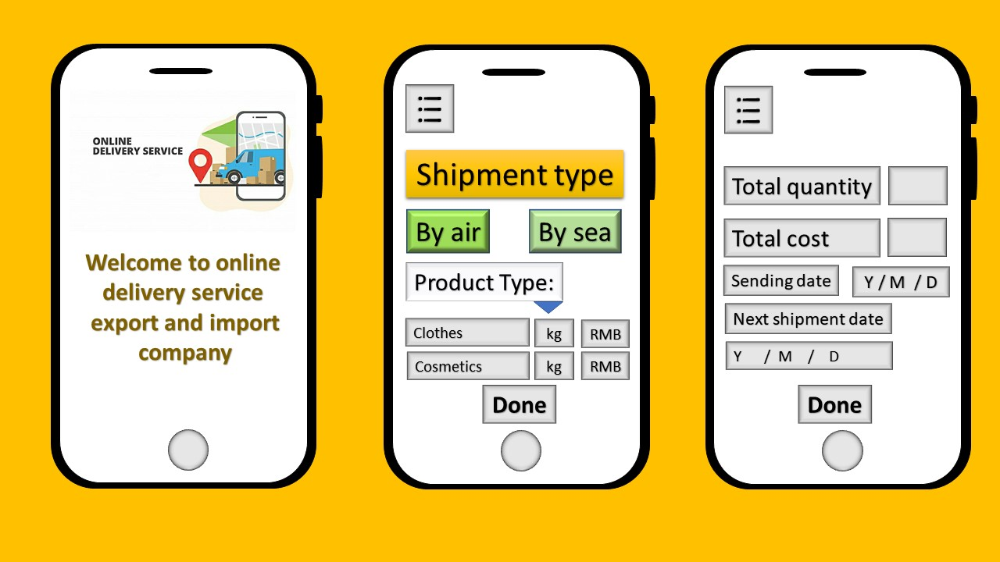 ONLINE
DELIVERY SERVICE
Welcome to online
delivery service
export and import
company
Shipment type
By air By sea
Product Type:
Clothes kg RMB
Cosmetics kg RMB
Done
Total quantity
Total cost
Sending date Y / M / D
Next shipment date
Y / M / D
Done